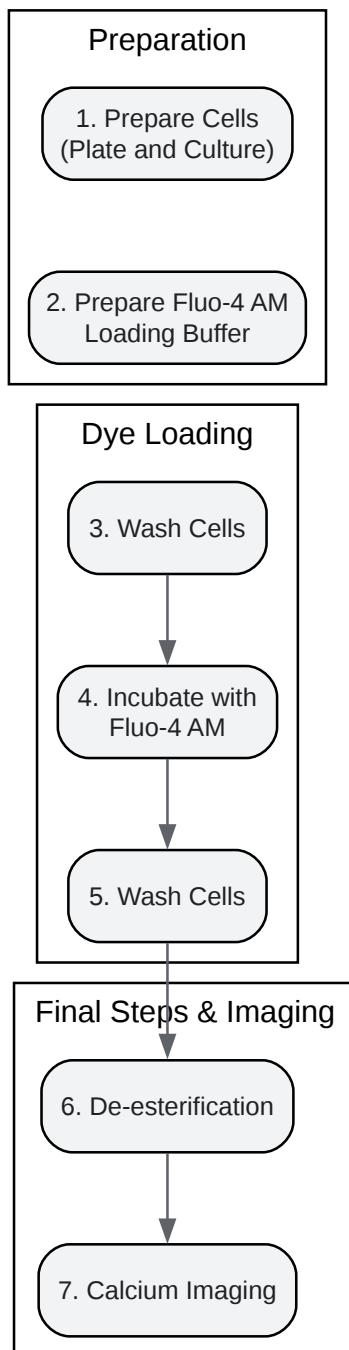 Preparation
1. Prepare Cells
(Plate and Culture)
2. Prepare Fluo-4 AM
Loading Buffer
Dye Loading
3. Wash Cells
4. Incubate with
Fluo-4 AM
5. Wash Cells
Final Steps & Imaging
6. De-esterification
7. Calcium Imaging